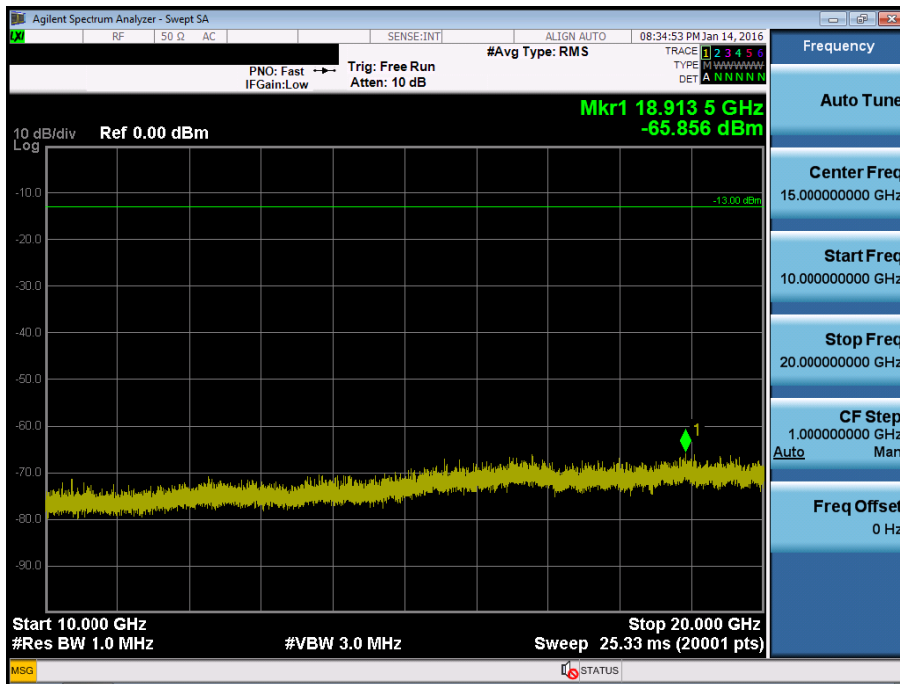 Agilent Spectrum Analyzer - Swept SA
LXI RF 50 Ω AC SENSE:INT ALIGN AUTO 08:34:53 PM Jan 14, 2016
PNO: Fast
IFGain:Low
Trig: Free Run
Atten: 10 dB
#Avg Type: RMS
TRACE 1 2 3 4 5 6
TYPE M WWWWW
DET A N N N N N
Mkr1 18.913 5 GHz
-65.856 dBm
10 dB/div Ref 0.00 dBm
Log
-10.0
-13.00 dBm
-20.0
-30.0
-40.0
-50.0
-60.0
1
-70.0
-80.0
-90.0
Start 10.000 GHz Stop 20.000 GHz
#Res BW 1.0 MHz #VBW 3.0 MHz Sweep 25.33 ms (20001 pts)
MSG STATUS
Frequency
Auto Tune
Center Freq
15.000000000 GHz
Start Freq
10.000000000 GHz
Stop Freq
20.000000000 GHz
CF Step
1.000000000 GHz
Auto Man
Freq Offset
0 Hz